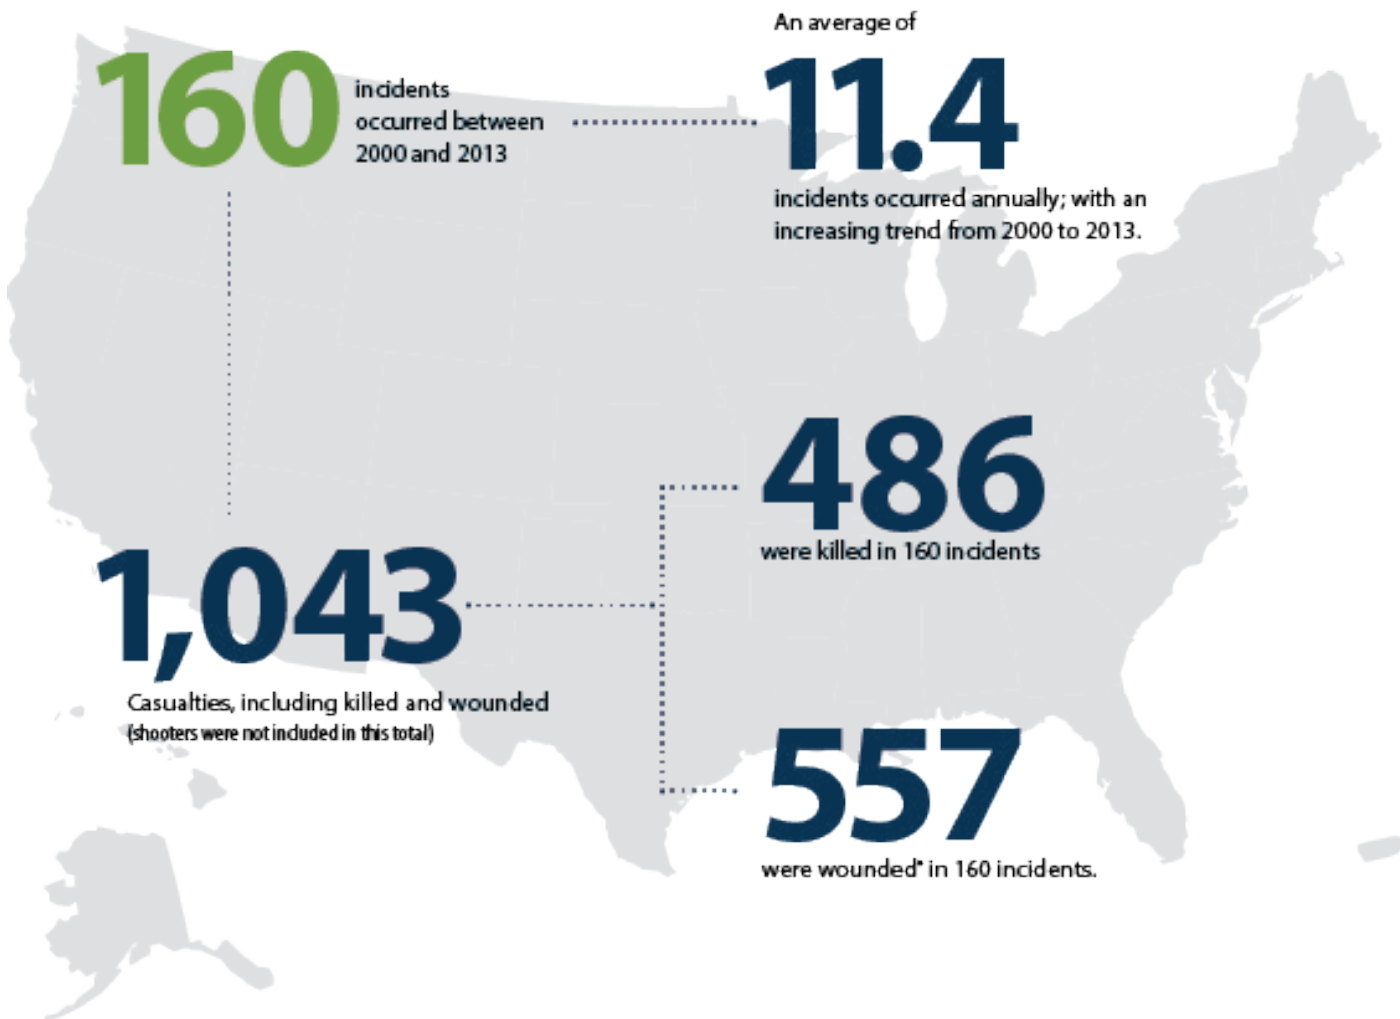 160
incidents
occurred between
2000 and 2013
An average of
11.4
incidents occurred annually; with an
increasing trend from 2000 to 2013.
1,043
Casualties, including killed and wounded
(shooters were not included in this total)
486
were killed in 160 incidents
557
were wounded* in 160 incidents.